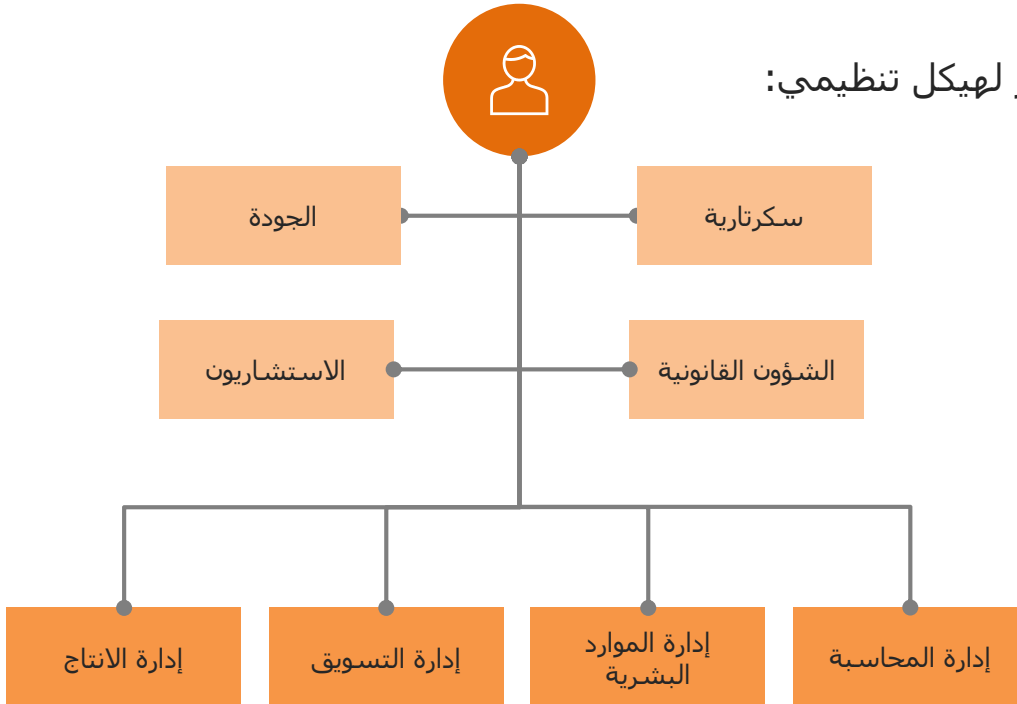 لهيكل تنظيمي:
سكرتارية
الجودة
الشؤون القانونية
الاستشاريون
إدارة المحاسبة
إدارة الموارد
البشرية
إدارة التسويق
إدارة الانتاج